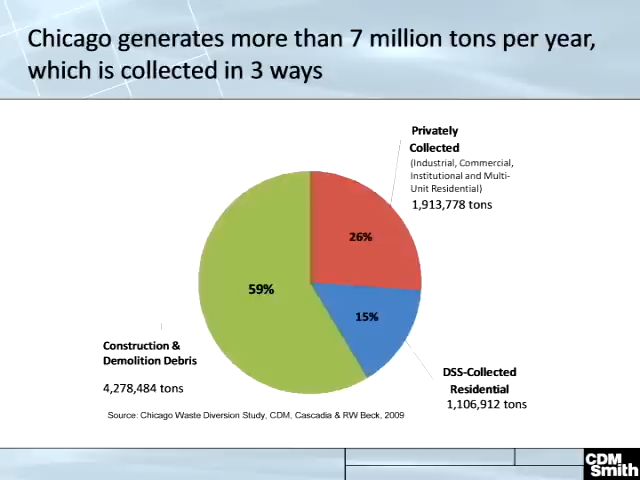 Chicago generates more than 7 million tons per year,
which is collected in 3 ways
Privately
Collected
(Industrial, Commercial,
Institutional and Multi-
Unit Residential)
1,913,778 tons
26%
59%
15%
Construction &
Demolition Debris
4,278,484 tons
DSS-Collected
Residential
1,106,912 tons
Source: Chicago Waste Diversion Study, CDM, Cascadia & RW Beck, 2009
CDM
Smith